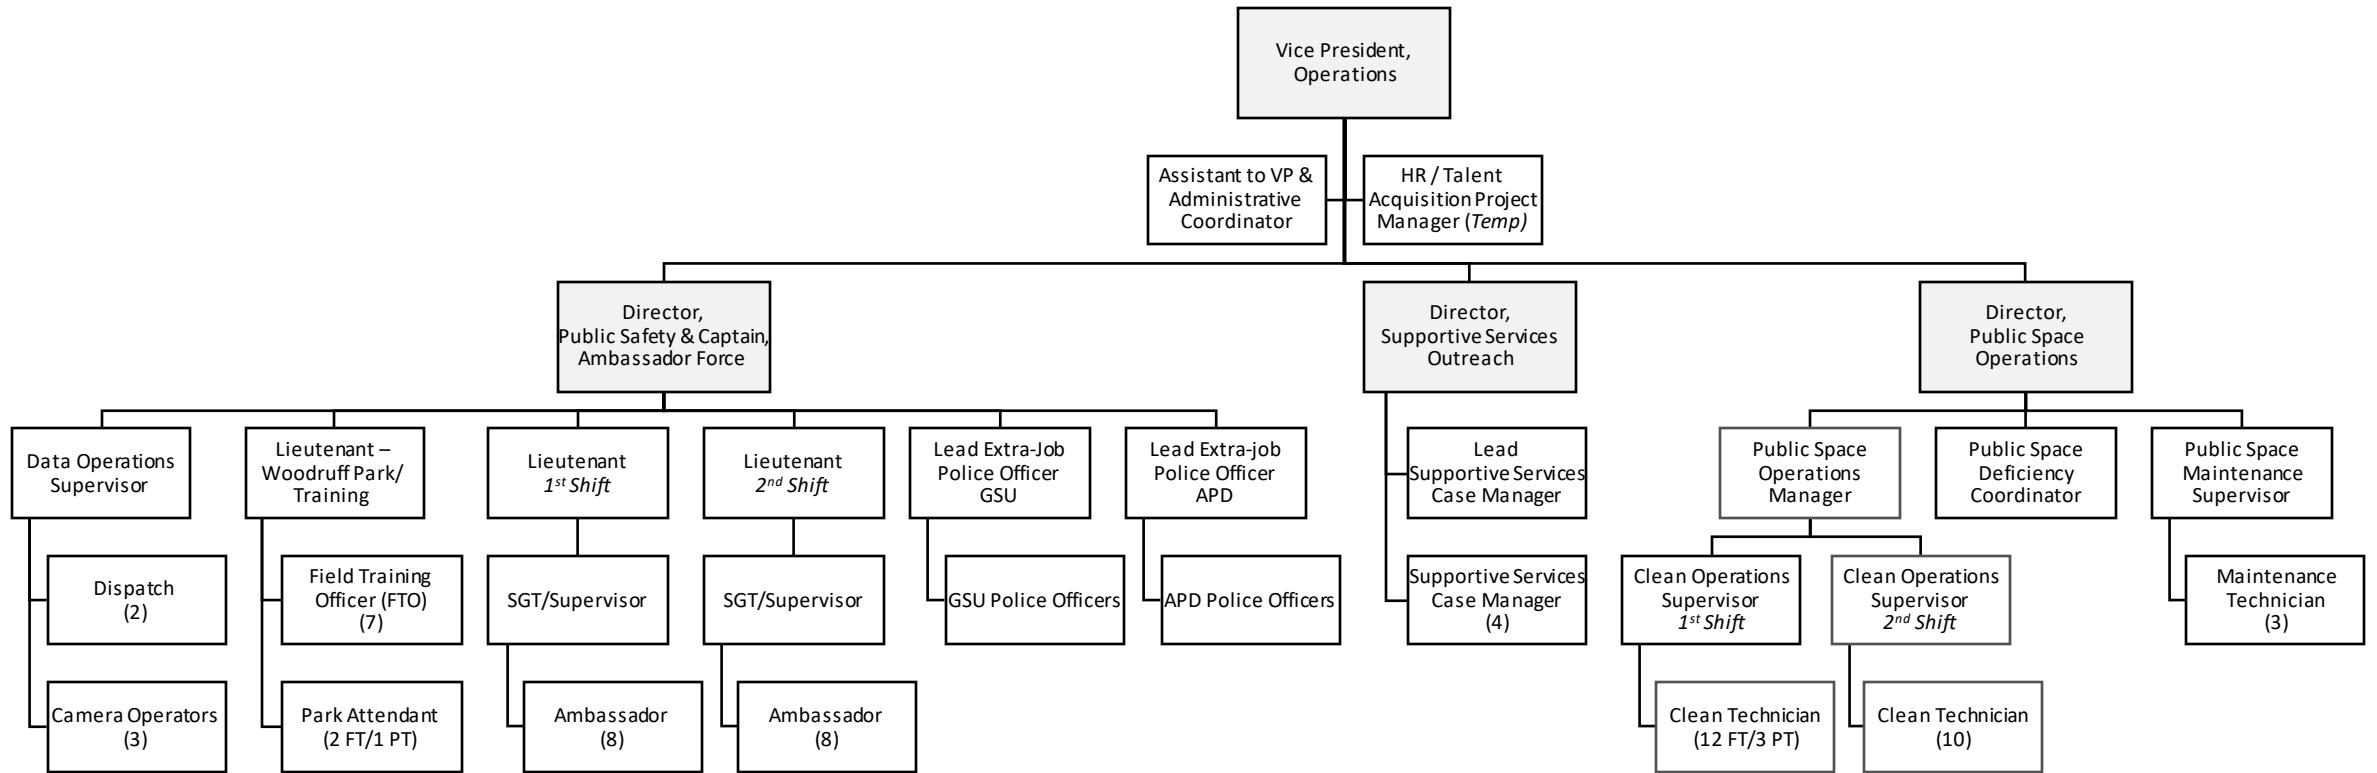 Vice President,
Operations
Assistant to VP &
Administrative
Coordinator
HR / Talent
Acquisition Project
Manager (Temp)
Director,
Public Safety & Captain,
Ambassador Force
Director,
Supportive Services
Outreach
Director,
Public Space
Operations
Data Operations
Supervisor
Lieutenant –
Woodruff Park/
Training
Lieutenant
1st Shift
Lieutenant
2nd Shift
Lead Extra-Job
Police Officer
GSU
Lead Extra-job
Police Officer
APD
Lead
Supportive Services
Case Manager
Public Space
Operations
Manager
Public Space
Deficiency
Coordinator
Public Space
Maintenance
Supervisor
Dispatch
(2)
Field Training
Officer (FTO)
(7)
SGT/Supervisor
SGT/Supervisor
GSU Police Officers
APD Police Officers
Supportive Services
Case Manager
(4)
Clean Operations
Supervisor
1st Shift
Clean Operations
Supervisor
2nd Shift
Maintenance
Technician
(3)
Camera Operators
(3)
Park Attendant
(2 FT/1 PT)
Ambassador
(8)
Ambassador
(8)
Clean Technician
(12 FT/3 PT)
Clean Technician
(10)